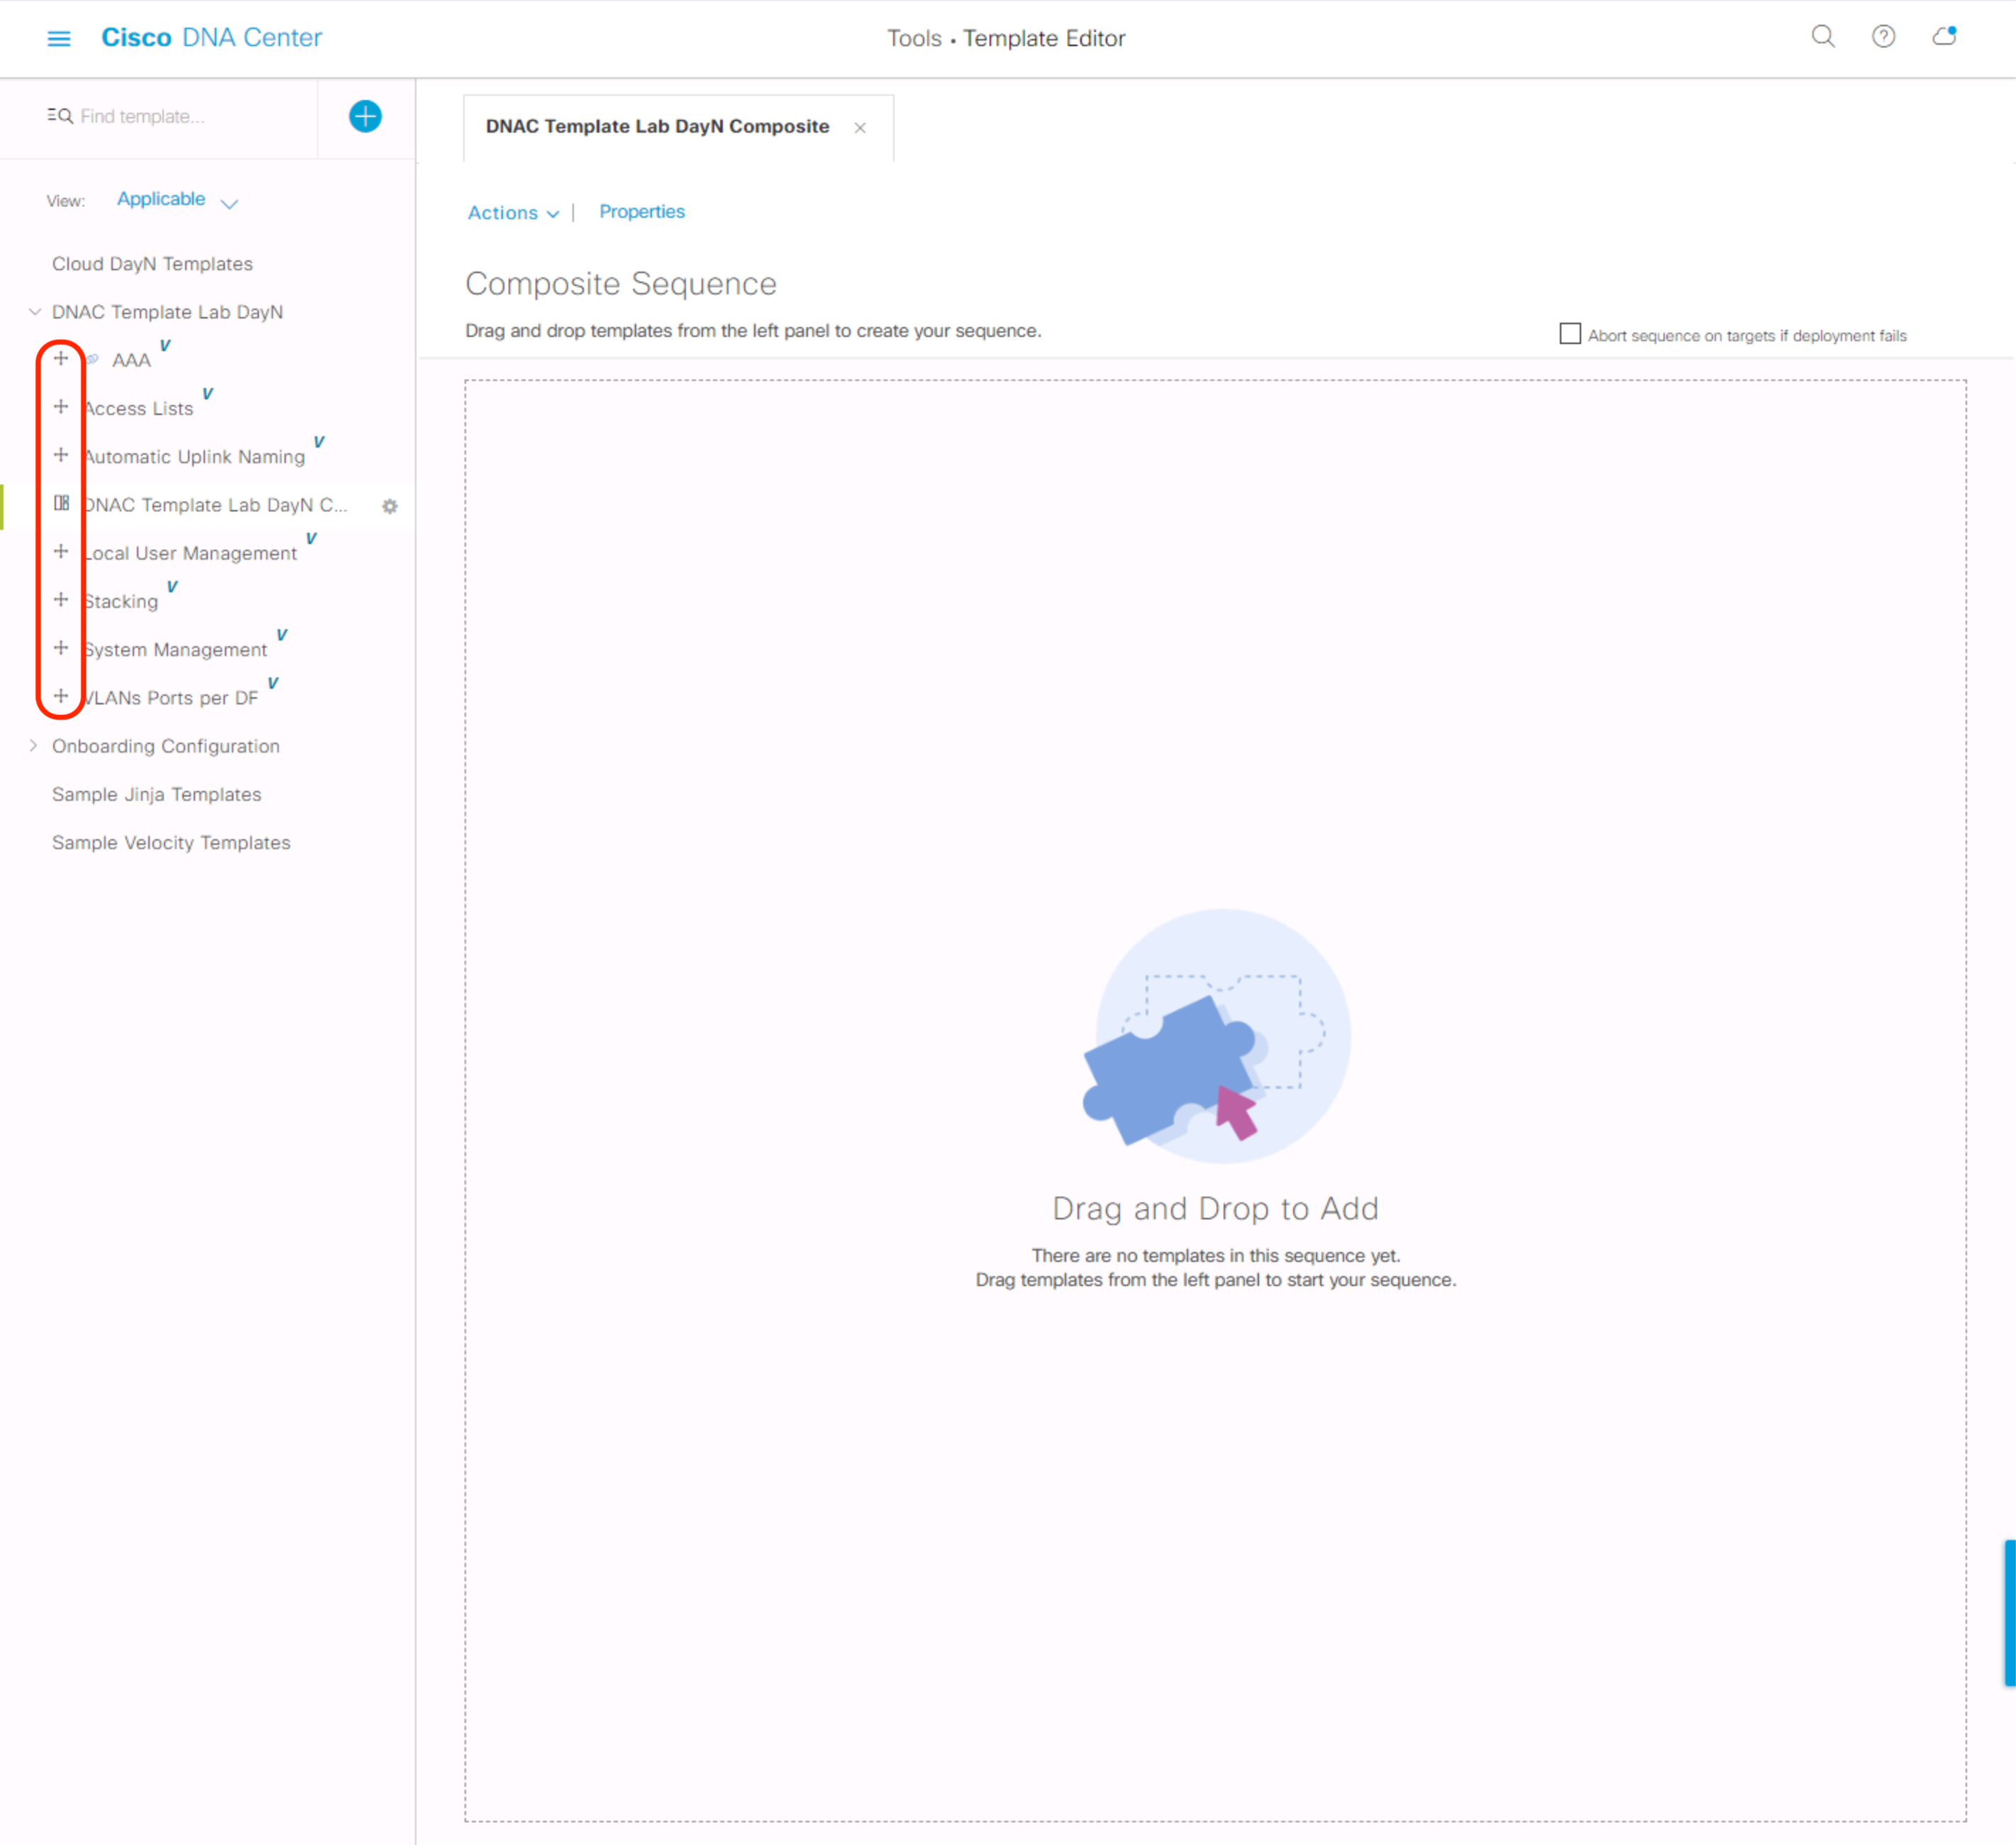 Cisco DNA Center
Tools • Template Editor
Find template...
DNAC Template Lab DayN Composite
View: Applicable
Actions | Properties
Cloud DayN Templates
Composite Sequence
DNAC Template Lab DayN
Drag and drop templates from the left panel to create your sequence.
Abort sequence on targets if deployment fails
AAA V
Access Lists V
Automatic Uplink Naming V
DNAC Template Lab DayN C...
Local User Management V
Stacking V
System Management V
VLANs Ports per DF V
Onboarding Configuration
Sample Jinja Templates
Sample Velocity Templates
Drag and Drop to Add
There are no templates in this sequence yet.
Drag templates from the left panel to start your sequence.